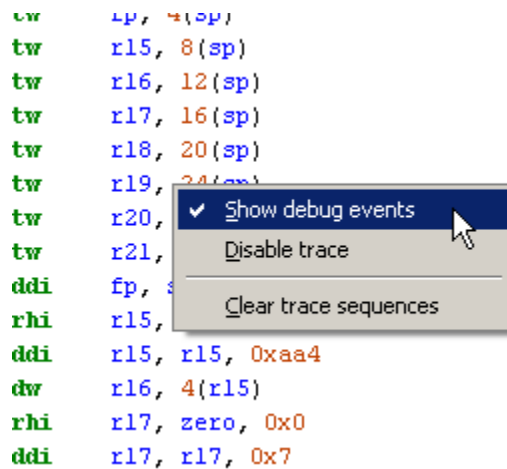 tw fp, 4(sp)
tw r15, 8(sp)
tw r16, 12(sp)
tw r17, 16(sp)
tw r18, 20(sp)
tw r19, 24(sp)
tw r20,
tw r21,
ddi fp,
rhi r15,
ddi r15, r15, 0xaa4
dw r16, 4(r15)
rhi r17, zero, 0x0
ddi r17, r17, 0x7
Show debug events
Disable trace
Clear trace sequences